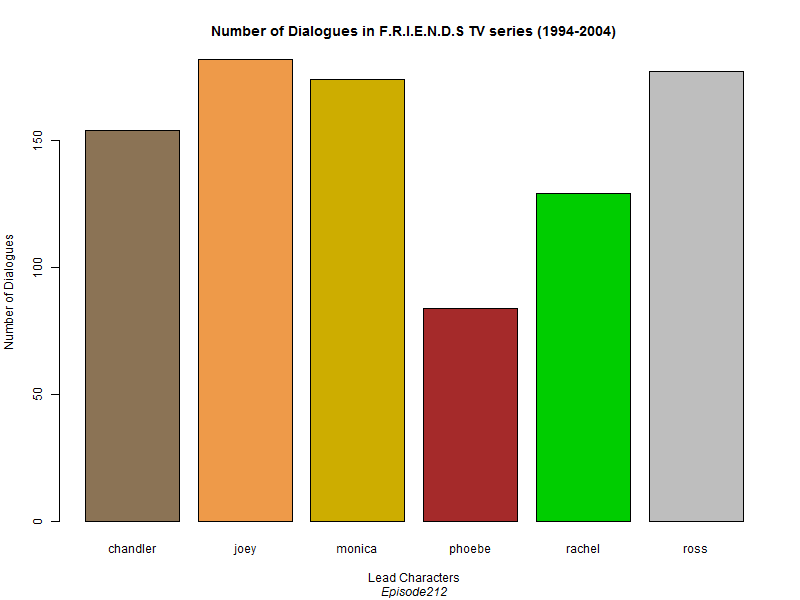 Number of Dialogues in F.R.I.E.N.D.S TV series (1994-2004)
Number of Dialogues
150
100
50
0
chandler
joey
monica
phoebe
rachel
ross
Lead Characters
Episode212